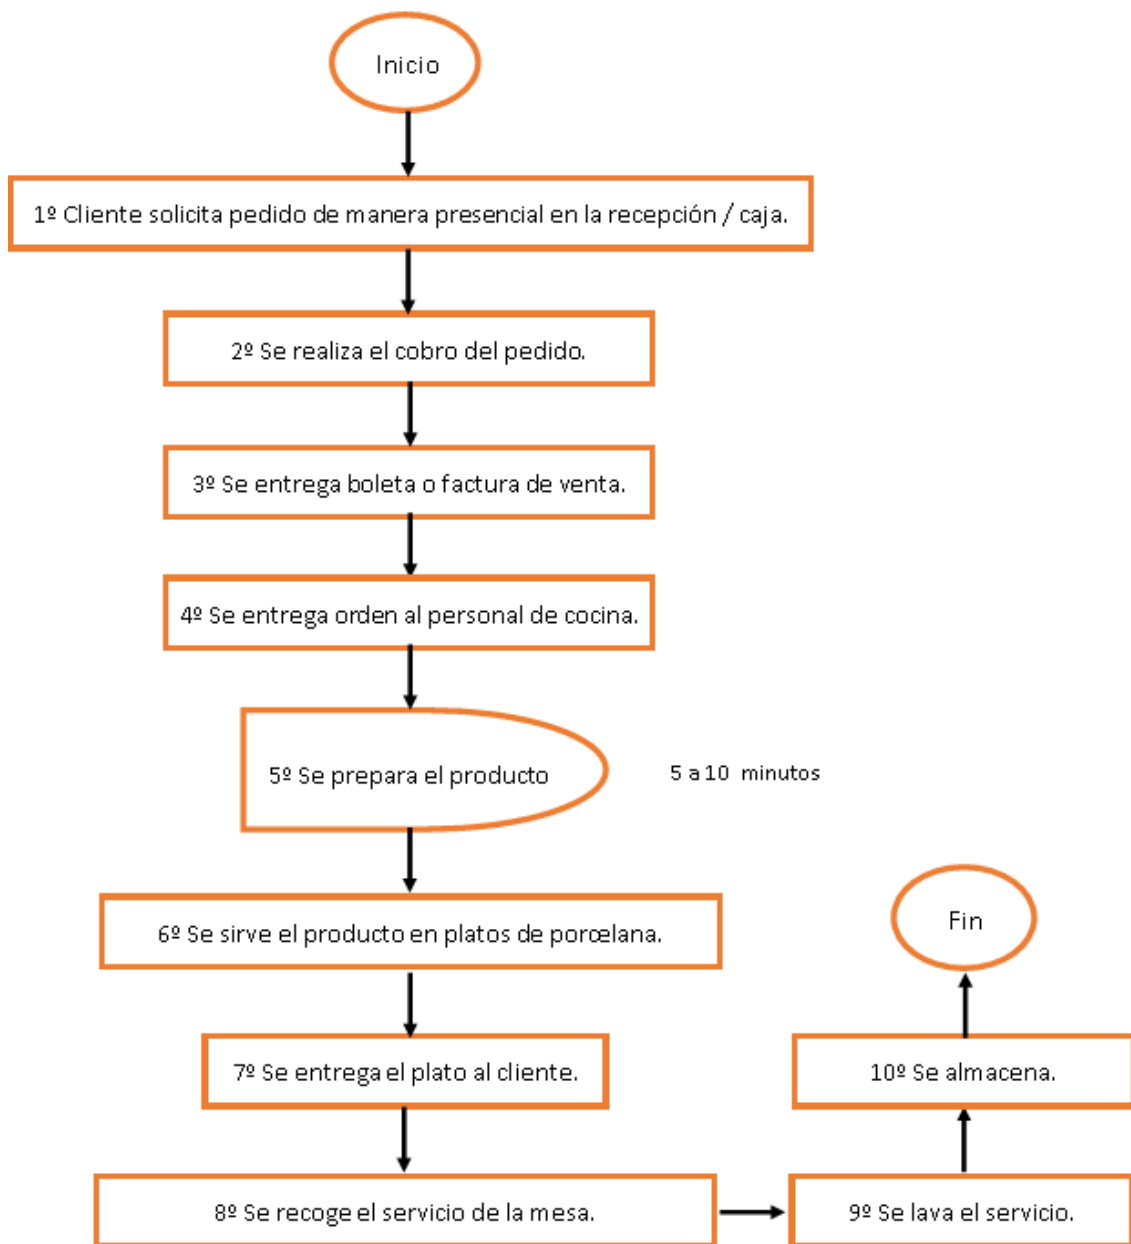 Inicio
1º Cliente solicita pedido de manera presencial en la recepción / caja.
2º Se realiza el cobro del pedido.
3º Se entrega boleta o factura de venta.
4º Se entrega orden al personal de cocina.
5º Se prepara el producto
5 a 10 minutos
6º Se sirve el producto en platos de porcelana.
7º Se entrega el plato al cliente.
8º Se recoge el servicio de la mesa.
9º Se lava el servicio.
10º Se almacena.
Fin